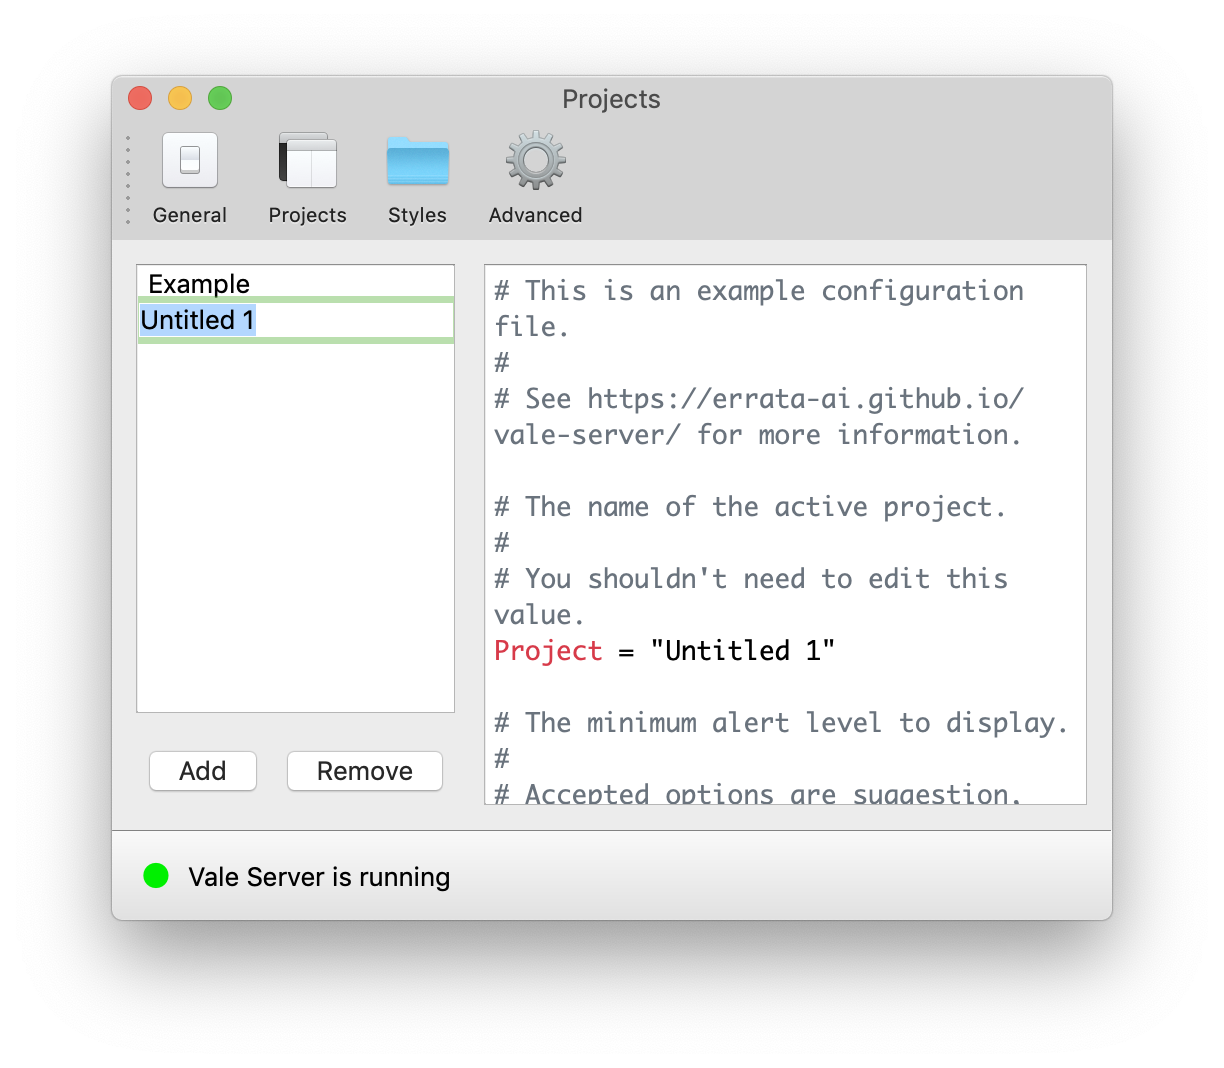 Projects
General
Projects
Styles
Advanced
Example
Untitled 1
# This is an example configuration
file.
#
# See https://errata-ai.github.io/
vale-server/ for more information.
# The name of the active project.
#
# You shouldn't need to edit this
value.
Project = "Untitled 1"
# The minimum alert level to display.
#
# Accepted options are suggestion,
Add
Remove
Vale Server is running